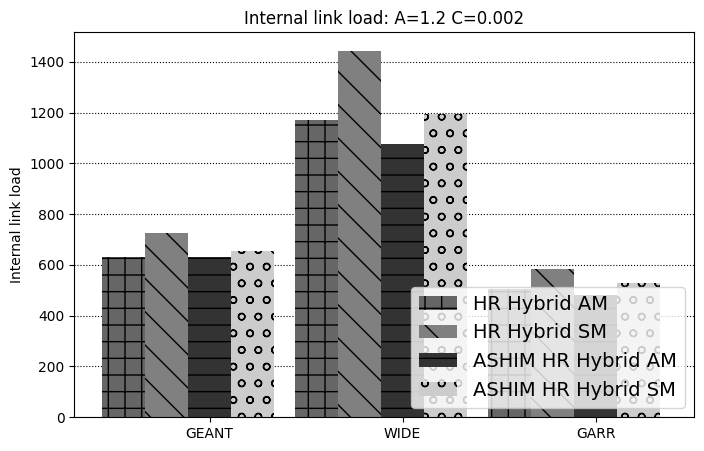 Internal link load: A=1.2 C=0.002
1400
1200
1000
800
600
400
200
0
Internal link load
HR Hybrid AM
HR Hybrid SM
ASHIM HR Hybrid AM
ASHIM HR Hybrid SM
GEANT
WIDE
GARR